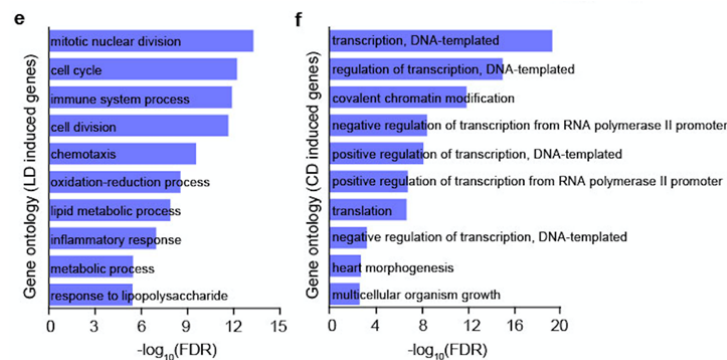 e
Gene ontology (LD induced genes)
mitotic nuclear division
cell cycle
immune system process
cell division
chemotaxis
oxidation-reduction process
lipid metabolic process
inflammatory response
metabolic process
response to lipopolysaccharide
0 3 6 9 12 15
-log10(FDR)
f
Gene ontology (CD induced genes)
transcription, DNA-templated
regulation of transcription, DNA-templated
covalent chromatin modification
negative regulation of transcription from RNA polymerase II promoter
positive regulation of transcription, DNA-templated
positive regulation of transcription from RNA polymerase II promoter
translation
negative regulation of transcription, DNA-templated
heart morphogenesis
multicellular organism growth
0 4 8 12 16 20
-log10(FDR)